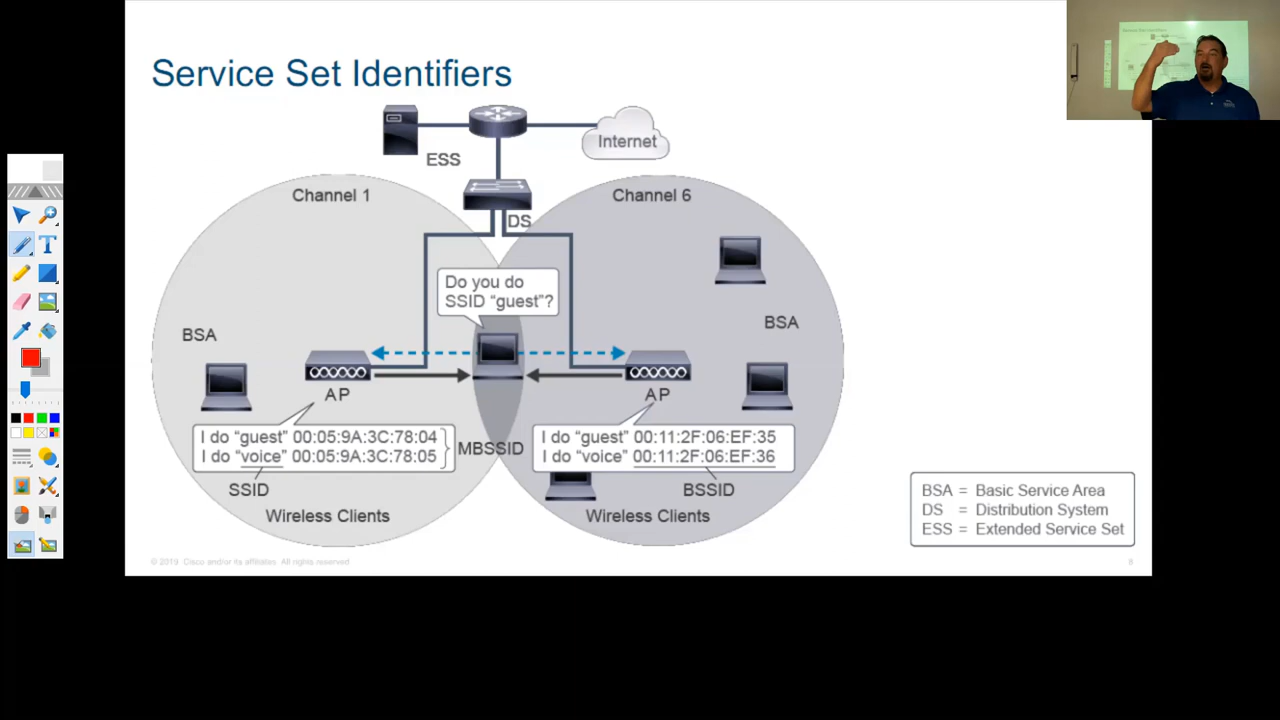 Service Set Identifiers
ESS
Internet
Channel 1
Channel 6
DS
Do you do
SSID "guest"?
BSA
BSA
AP
AP
I do "guest" 00:05:9A:3C:78:04
I do "voice" 00:05:9A:3C:78:05
MBSSID
I do "guest" 00:11:2F:06:EF:35
I do "voice" 00:11:2F:06:EF:36
SSID
BSSID
Wireless Clients
Wireless Clients
BSA = Basic Service Area
DS = Distribution System
ESS = Extended Service Set
© 2019 Cisco and/or its affiliates. All rights reserved
8